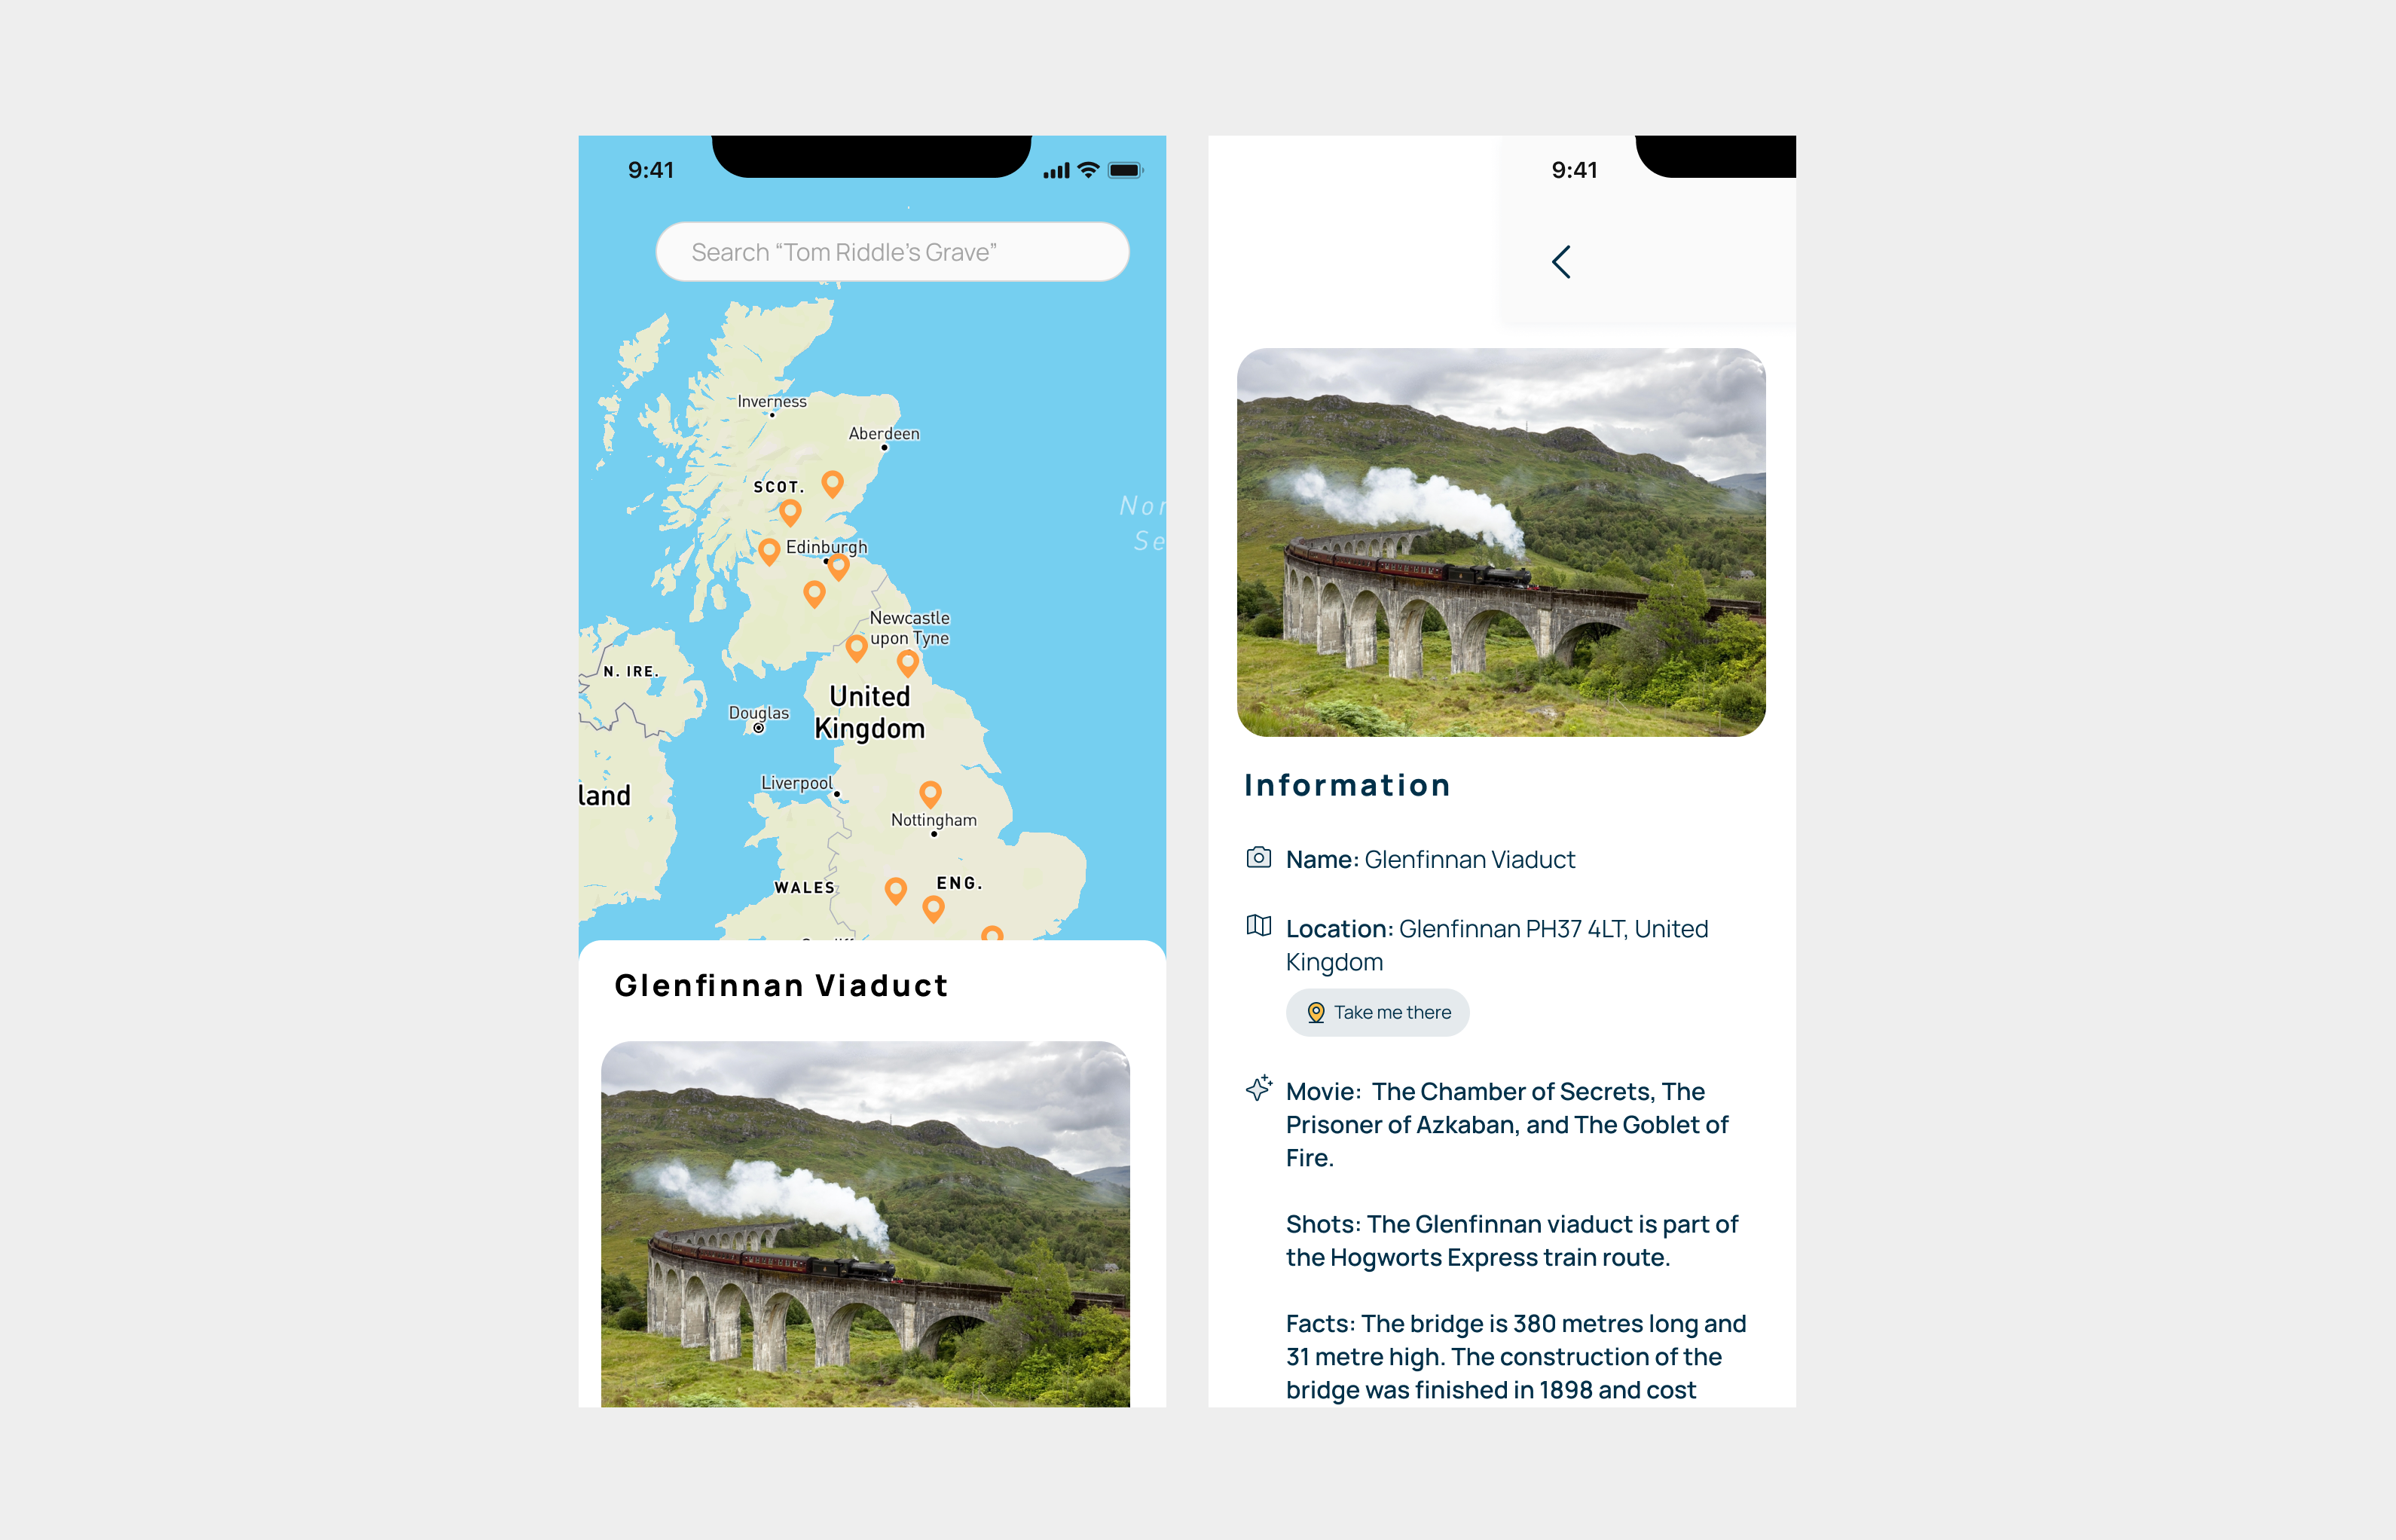 9:41
Search “Tom Riddle’s Grave”
Inverness
Aberdeen
SCOT.
Nor
Se
Edinburgh
Newcastle
upon Tyne
N. IRE.
United
Kingdom
Douglas
Liverpool
land
Nottingham
WALES
ENG.
Glenfinnan Viaduct
9:41
Information
Name: Glenfinnan Viaduct
Location: Glenfinnan PH37 4LT, United
Kingdom
Take me there
Movie: The Chamber of Secrets, The
Prisoner of Azkaban, and The Goblet of
Fire.
Shots: The Glenfinnan viaduct is part of
the Hogworts Express train route.
Facts: The bridge is 380 metres long and
31 metre high. The construction of the
bridge was finished in 1898 and cost